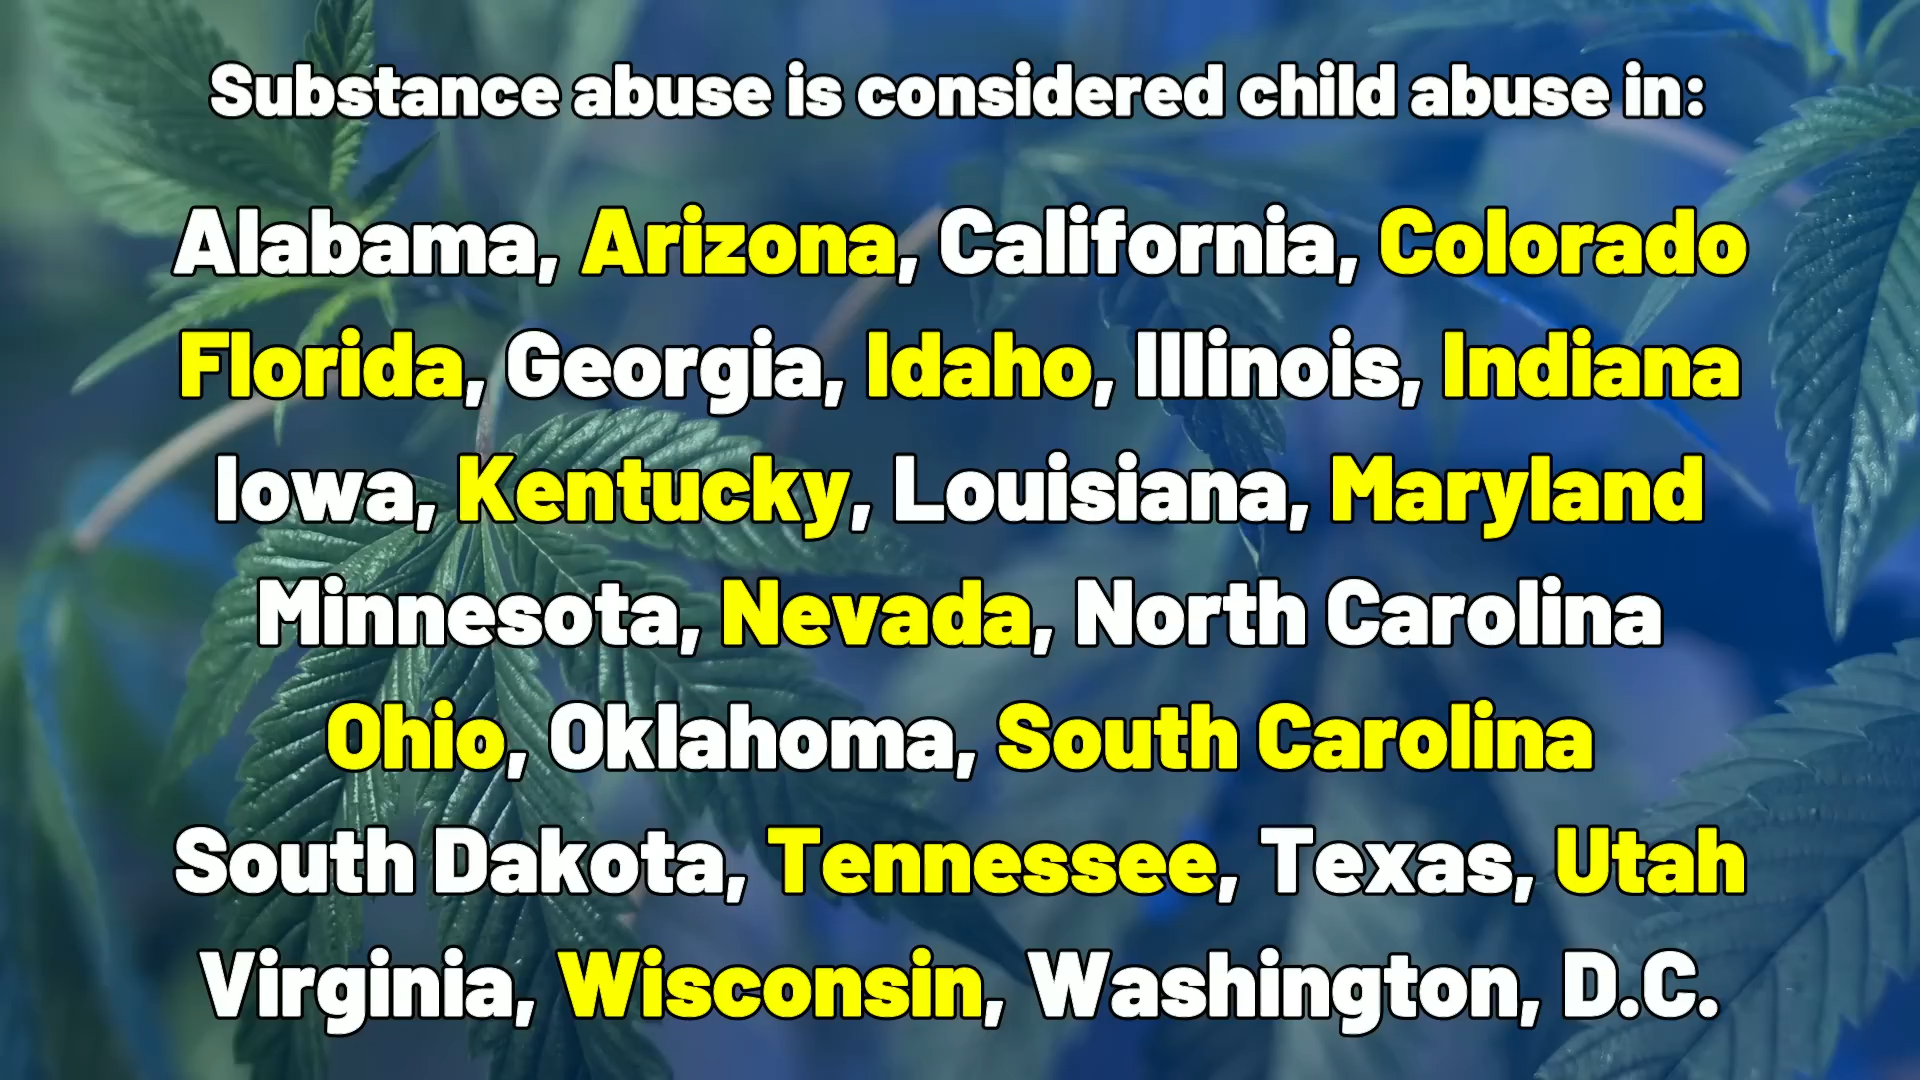 Substance abuse is considered child abuse in:
Alabama, Arizona, California, Colorado
Florida, Georgia, Idaho, Illinois, Indiana
Iowa, Kentucky, Louisiana, Maryland
Minnesota, Nevada, North Carolina
Ohio, Oklahoma, South Carolina
South Dakota, Tennessee, Texas, Utah
Virginia, Wisconsin, Washington, D.C.